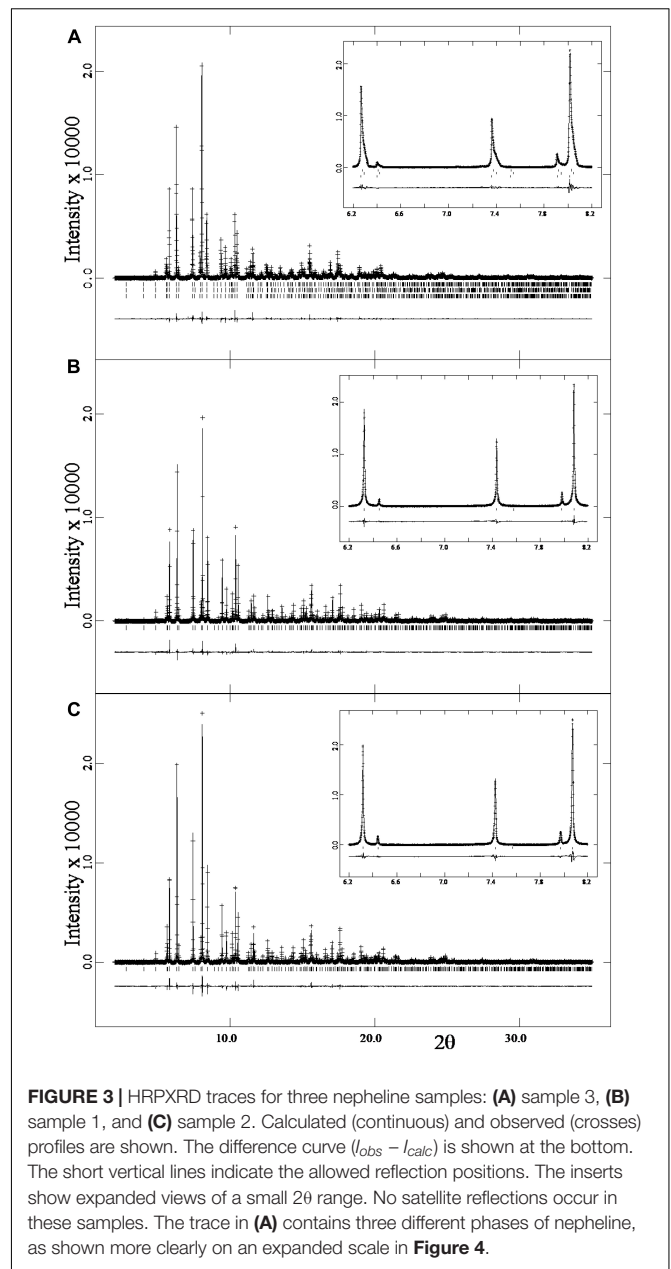 A
2.0
1.0
0.0
Intensity x 10000
2.0
1.0
0.0
6.2 6.6 7.0 7.4 7.8 8.2
B
2.0
1.0
0.0
Intensity x 10000
2.0
1.0
0.0
6.2 6.6 7.0 7.4 7.8 8.2
C
2.0
1.0
0.0
Intensity x 10000
2.0
1.0
0.0
6.2 6.6 7.0 7.4 7.8 8.2
10.0 20.0 2θ 30.0
FIGURE 3 | HRPXRD traces for three nepheline samples: (A) sample 3, (B)
sample 1, and (C) sample 2. Calculated (continuous) and observed (crosses)
profiles are shown. The difference curve (Iobs – Icalc) is shown at the bottom.
The short vertical lines indicate the allowed reflection positions. The inserts
show expanded views of a small 2θ range. No satellite reflections occur in
these samples. The trace in (A) contains three different phases of nepheline,
as shown more clearly on an expanded scale in Figure 4.